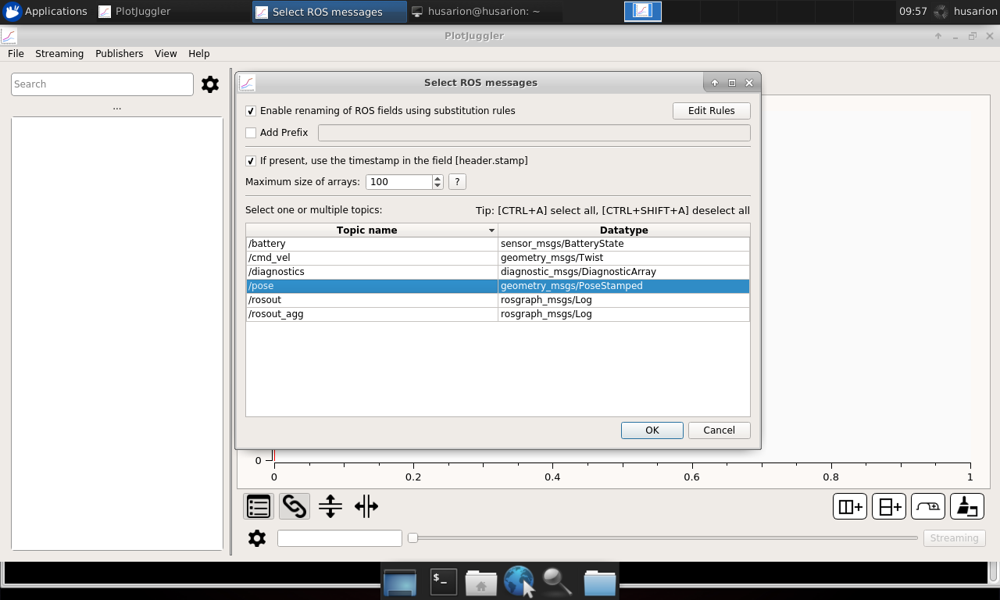 Applications PlotJuggler Select ROS messages husarion@husarion: ~ 09:57 husarion
PlotJuggler
File Streaming Publishers View Help
Search
...
Select ROS messages
Enable renaming of ROS fields using substitution rules Edit Rules
Add Prefix
If present, use the timestamp in the field [header.stamp]
Maximum size of arrays: 100 ?
Select one or multiple topics: Tip: [CTRL+A] select all, [CTRL+SHIFT+A] deselect all
Topic name Datatype
/battery sensor_msgs/BatteryState
/cmd_vel geometry_msgs/Twist
/diagnostics diagnostic_msgs/DiagnosticArray
/pose geometry_msgs/PoseStamped
/rosout rosgraph_msgs/Log
/rosout_agg rosgraph_msgs/Log
OK Cancel
0
0 0.2 0.4 0.6 0.8 1
Streaming
$_